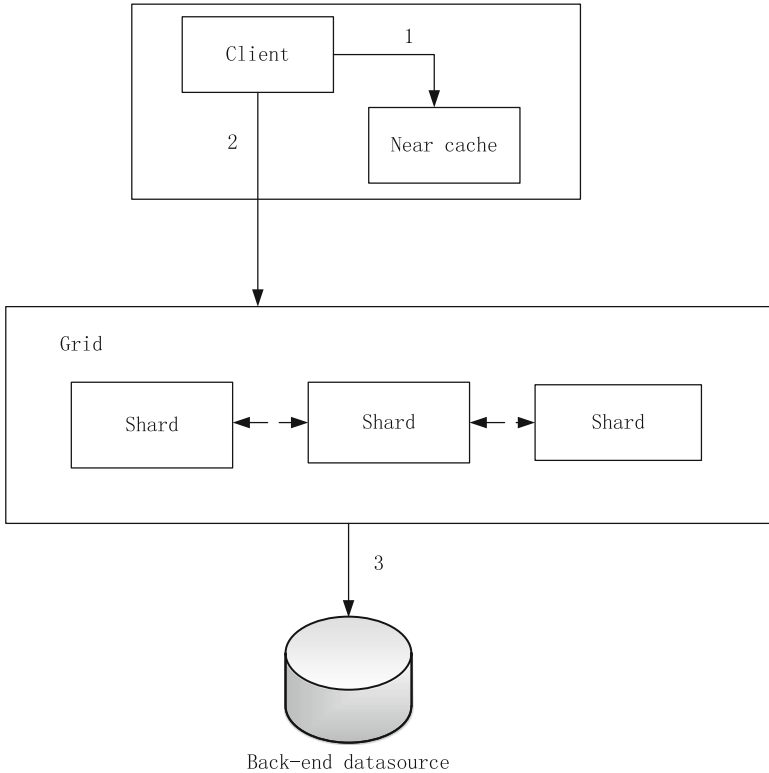 Client
1
Near cache
2
Grid
Shard
Shard
Shard
3
Back-end datasource